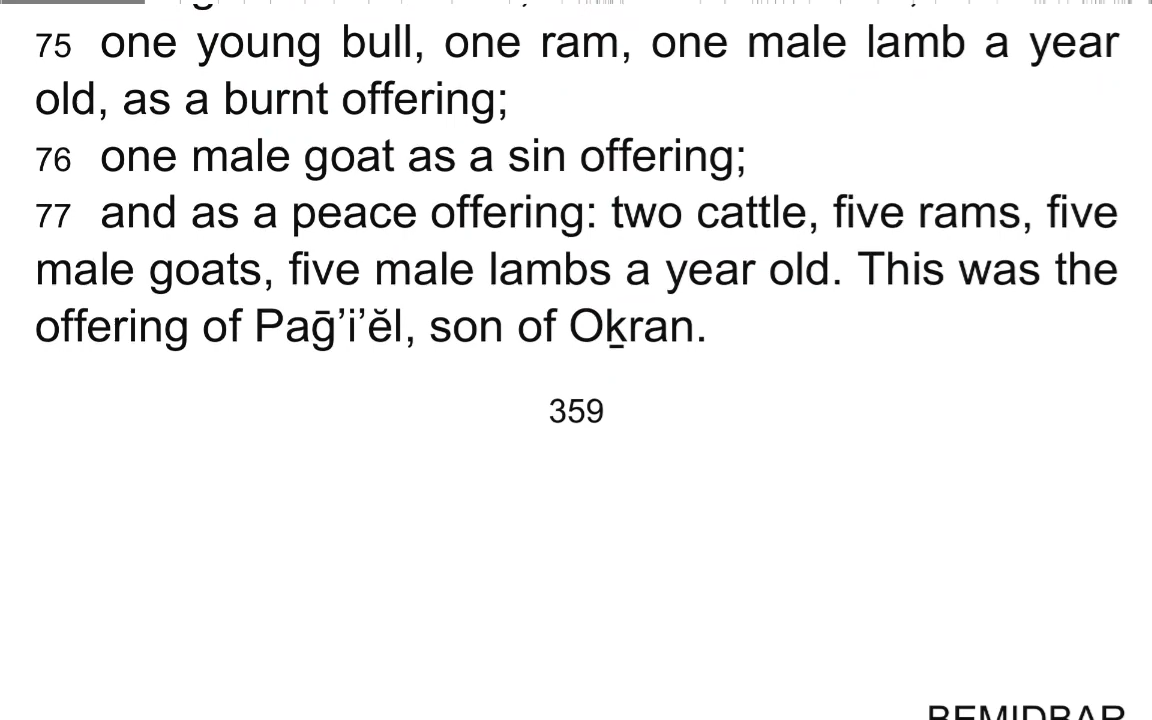 75 one young bull, one ram, one male lamb a year
old, as a burnt offering;
76 one male goat as a sin offering;
77 and as a peace offering: two cattle, five rams, five
male goats, five male lambs a year old. This was the
offering of Paḡ’i’ĕl, son of Oḵran.
359
BEMIDBAR